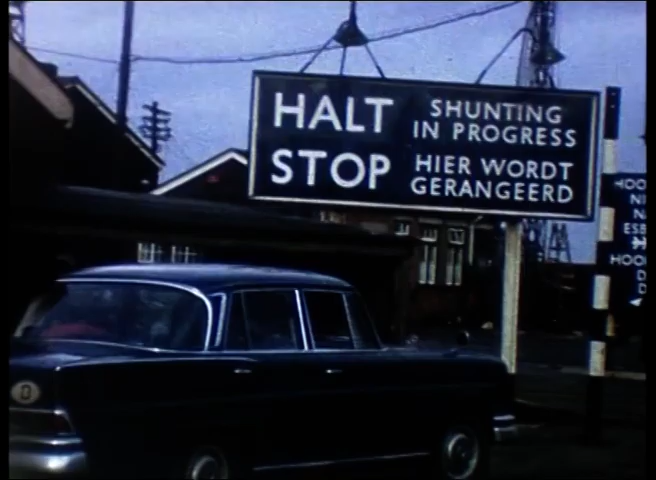 HALT
STOP
SHUNTING
IN PROGRESS
HIER WORDT
GERANGEERD
D